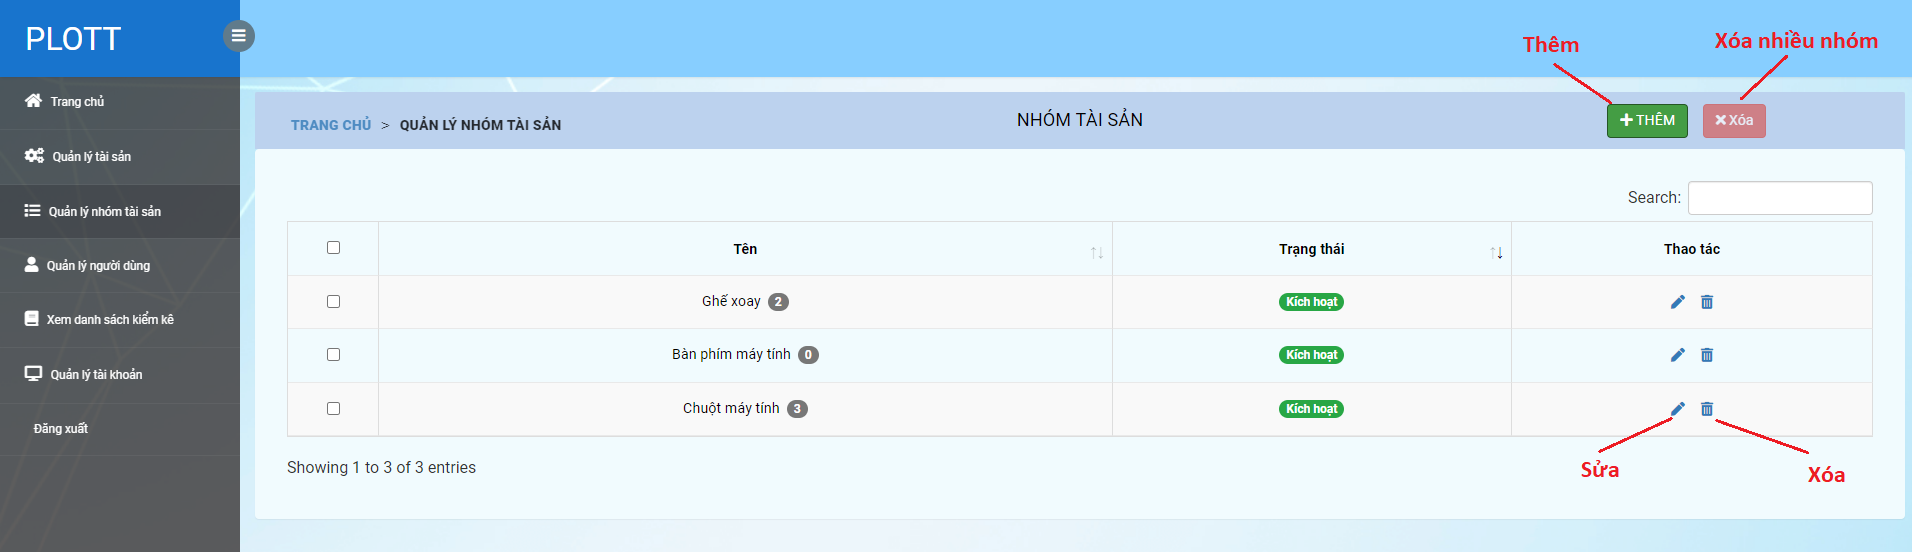 PLOTT
Thêm
Xóa nhiều nhóm
Trang chủ
Quản lý tài sản
Quản lý nhóm tài sản
Quản lý người dùng
Xem danh sách kiểm kê
Quản lý tài khoản
Đăng xuất
TRANG CHỦ > QUẢN LÝ NHÓM TÀI SẢN
NHÓM TÀI SẢN
THÊM
Xóa
Search:
Tên Trạng thái Thao tác
Ghế xoay 2 Kích hoạt
Bàn phím máy tính 0 Kích hoạt
Chuột máy tính 3 Kích hoạt
Sửa
Xóa
Showing 1 to 3 of 3 entries